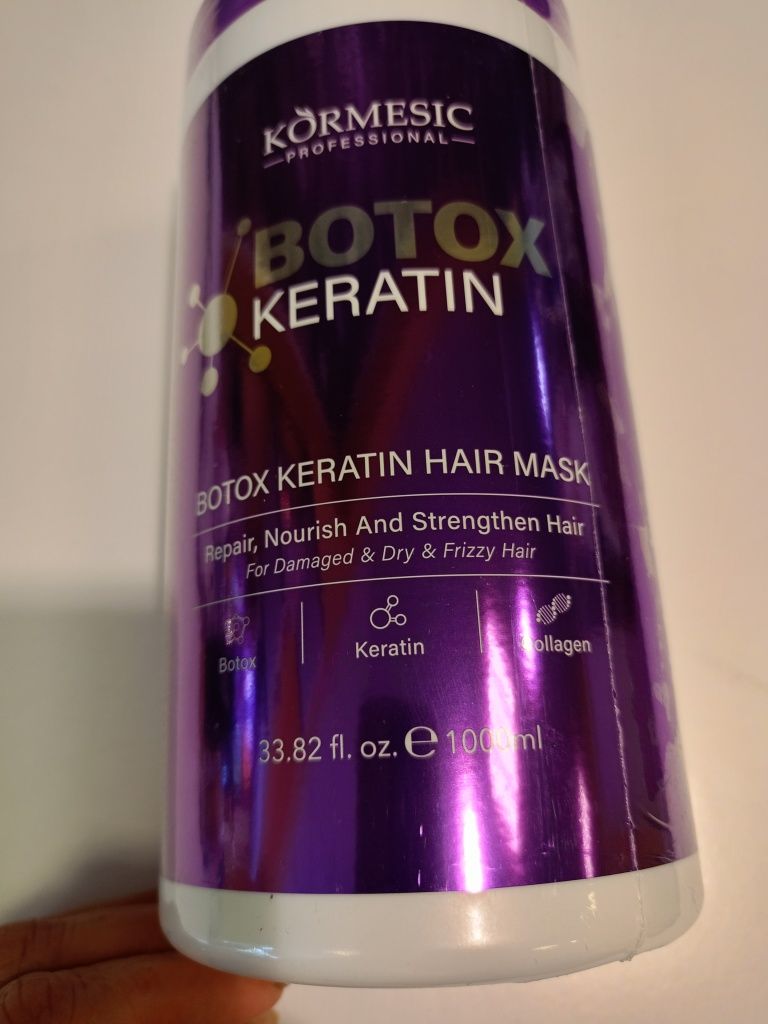 KORMESIC
PROFESSIONAL
BOTOX
KERATIN
BOTOX KERATIN HAIR MASK
Repair, Nourish And Strengthen Hair
For Damaged & Dry & Frizzy Hair
Botox
Keratin
Collagen
33.82 fl. oz. ℮ 1000ml